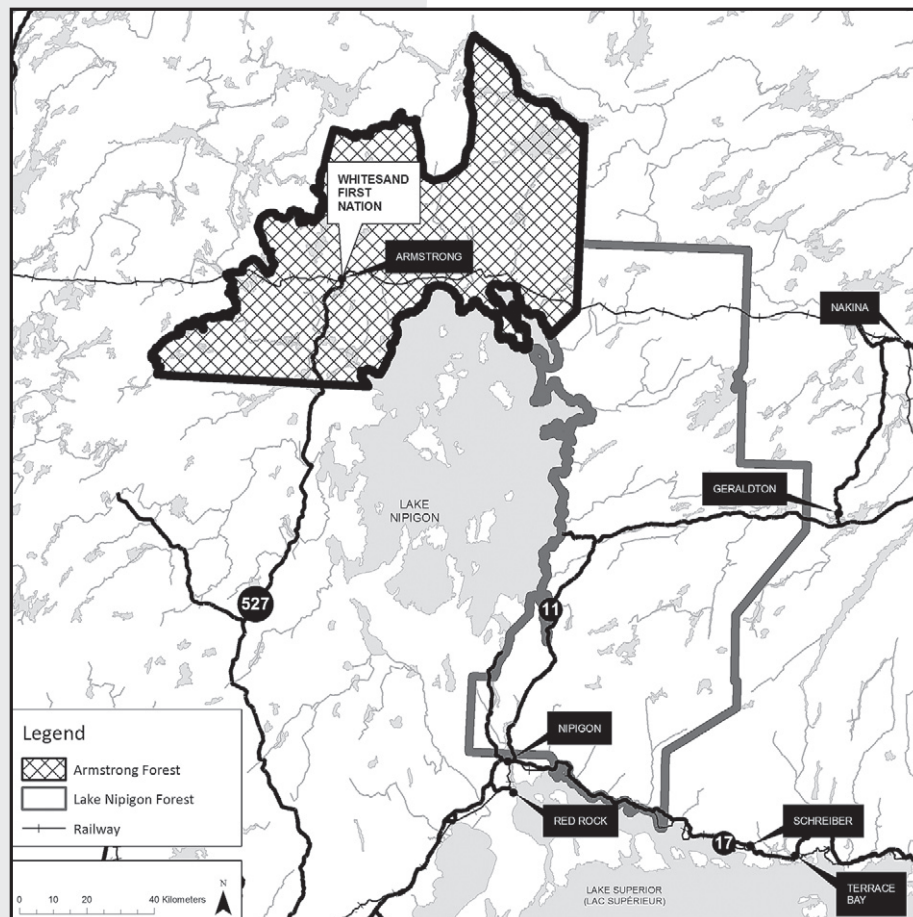 WHITESAND
FIRST
NATION
ARMSTRONG
NAKINA
GERALDTON
LAKE
NIPIGON
527
11
NIPIGON
RED ROCK
SCHREIBER
17
TERRACE
BAY
LAKE SUPERIOR
(LAC SUPÉRIEUR)
Legend
Armstrong Forest
Lake Nipigon Forest
Railway
0 10 20 40 Kilometers
N